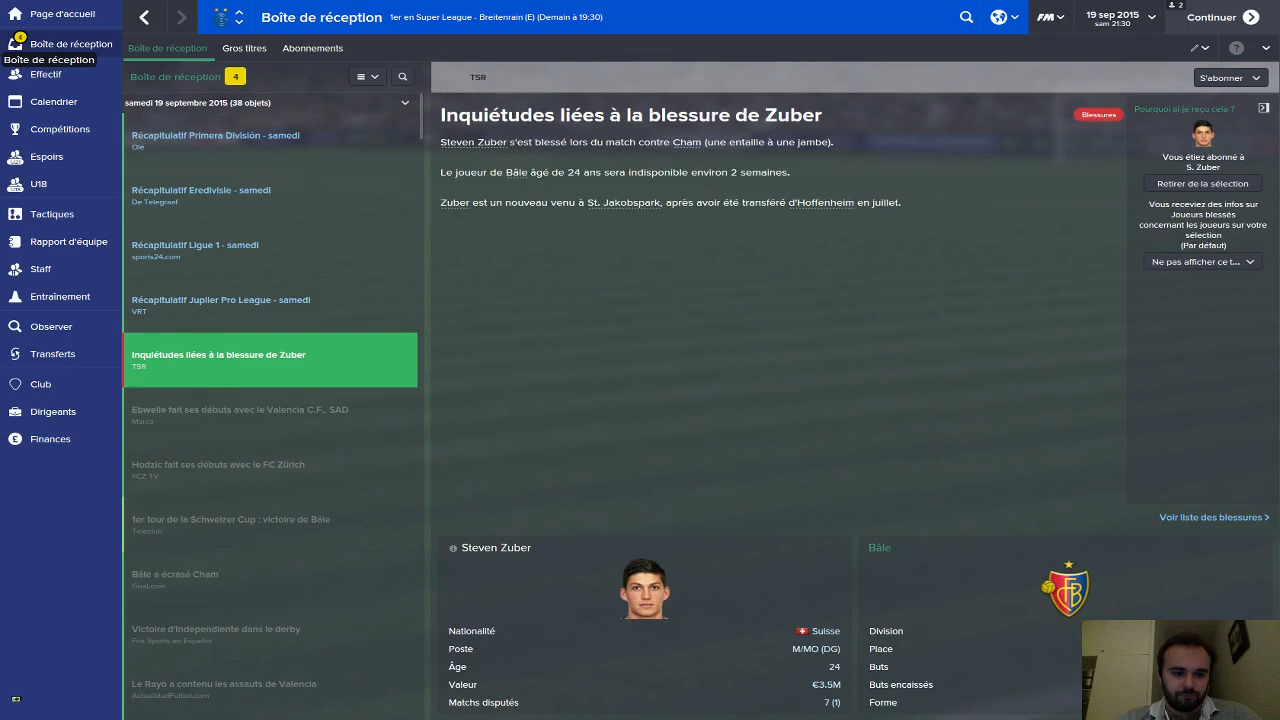 Page d'accueil
4
Boîte de réception
Boîte de réception
Effectif
Calendrier
Compétitions
Espoirs
U18
Tactiques
Rapport d'équipe
Staff
Entraînement
Observer
Transferts
Club
Dirigeants
Finances
Boîte de réception
1er en Super League - Breitenrain (E) (Demain à 19:30)
FM
19 sep 2015
sam 21:30
2
Continuer
Boîte de réception
Gros titres
Abonnements
?
Boîte de réception
4
samedi 19 septembre 2015 (38 objets)
Récapitulatif Primera División - samedi
Ole
Récapitulatif Eredivisie - samedi
De Telegraaf
Récapitulatif Ligue 1 - samedi
sports24.com
Récapitulatif Jupiler Pro League - samedi
VRT
Inquiétudes liées à la blessure de Zuber
TSR
Ebwelle fait ses débuts avec le Valencia C.F., SAD
Marca
Hodzic fait ses débuts avec le FC Zürich
FCZ TV
1er tour de la Schweizer Cup : victoire de Bâle
Teleclub
Bâle a écrasé Cham
Goal.com
Victoire d'Independiente dans le derby
Fox Sports en Español
Le Rayo a contenu les assauts de Valencia
ActualidadFutbol.com
TSR
S'abonner
Inquiétudes liées à la blessure de Zuber
Blessures
Steven Zuber s'est blessé lors du match contre Cham (une entaille à une jambe).
Le joueur de Bâle âgé de 24 ans sera indisponible environ 2 semaines.
Zuber est un nouveau venu à St. Jakobspark, après avoir été transféré d'Hoffenheim en juillet.
Pourquoi ai-je reçu cela ?
Vous étiez abonné à
S. Zuber
Retirer de la sélection
Vous receviez des infos sur
Joueurs blessés
concernant les joueurs sur votre
sélection
(Par défaut)
Ne pas afficher ce t...
Voir liste des blessures >
Steven Zuber
Nationalité
Suisse
Poste
M/MO (DG)
Âge
24
Valeur
€3.5M
Matchs disputés
7 (1)
Bâle
FCB
Division
Place
Buts
Buts encaissés
Forme